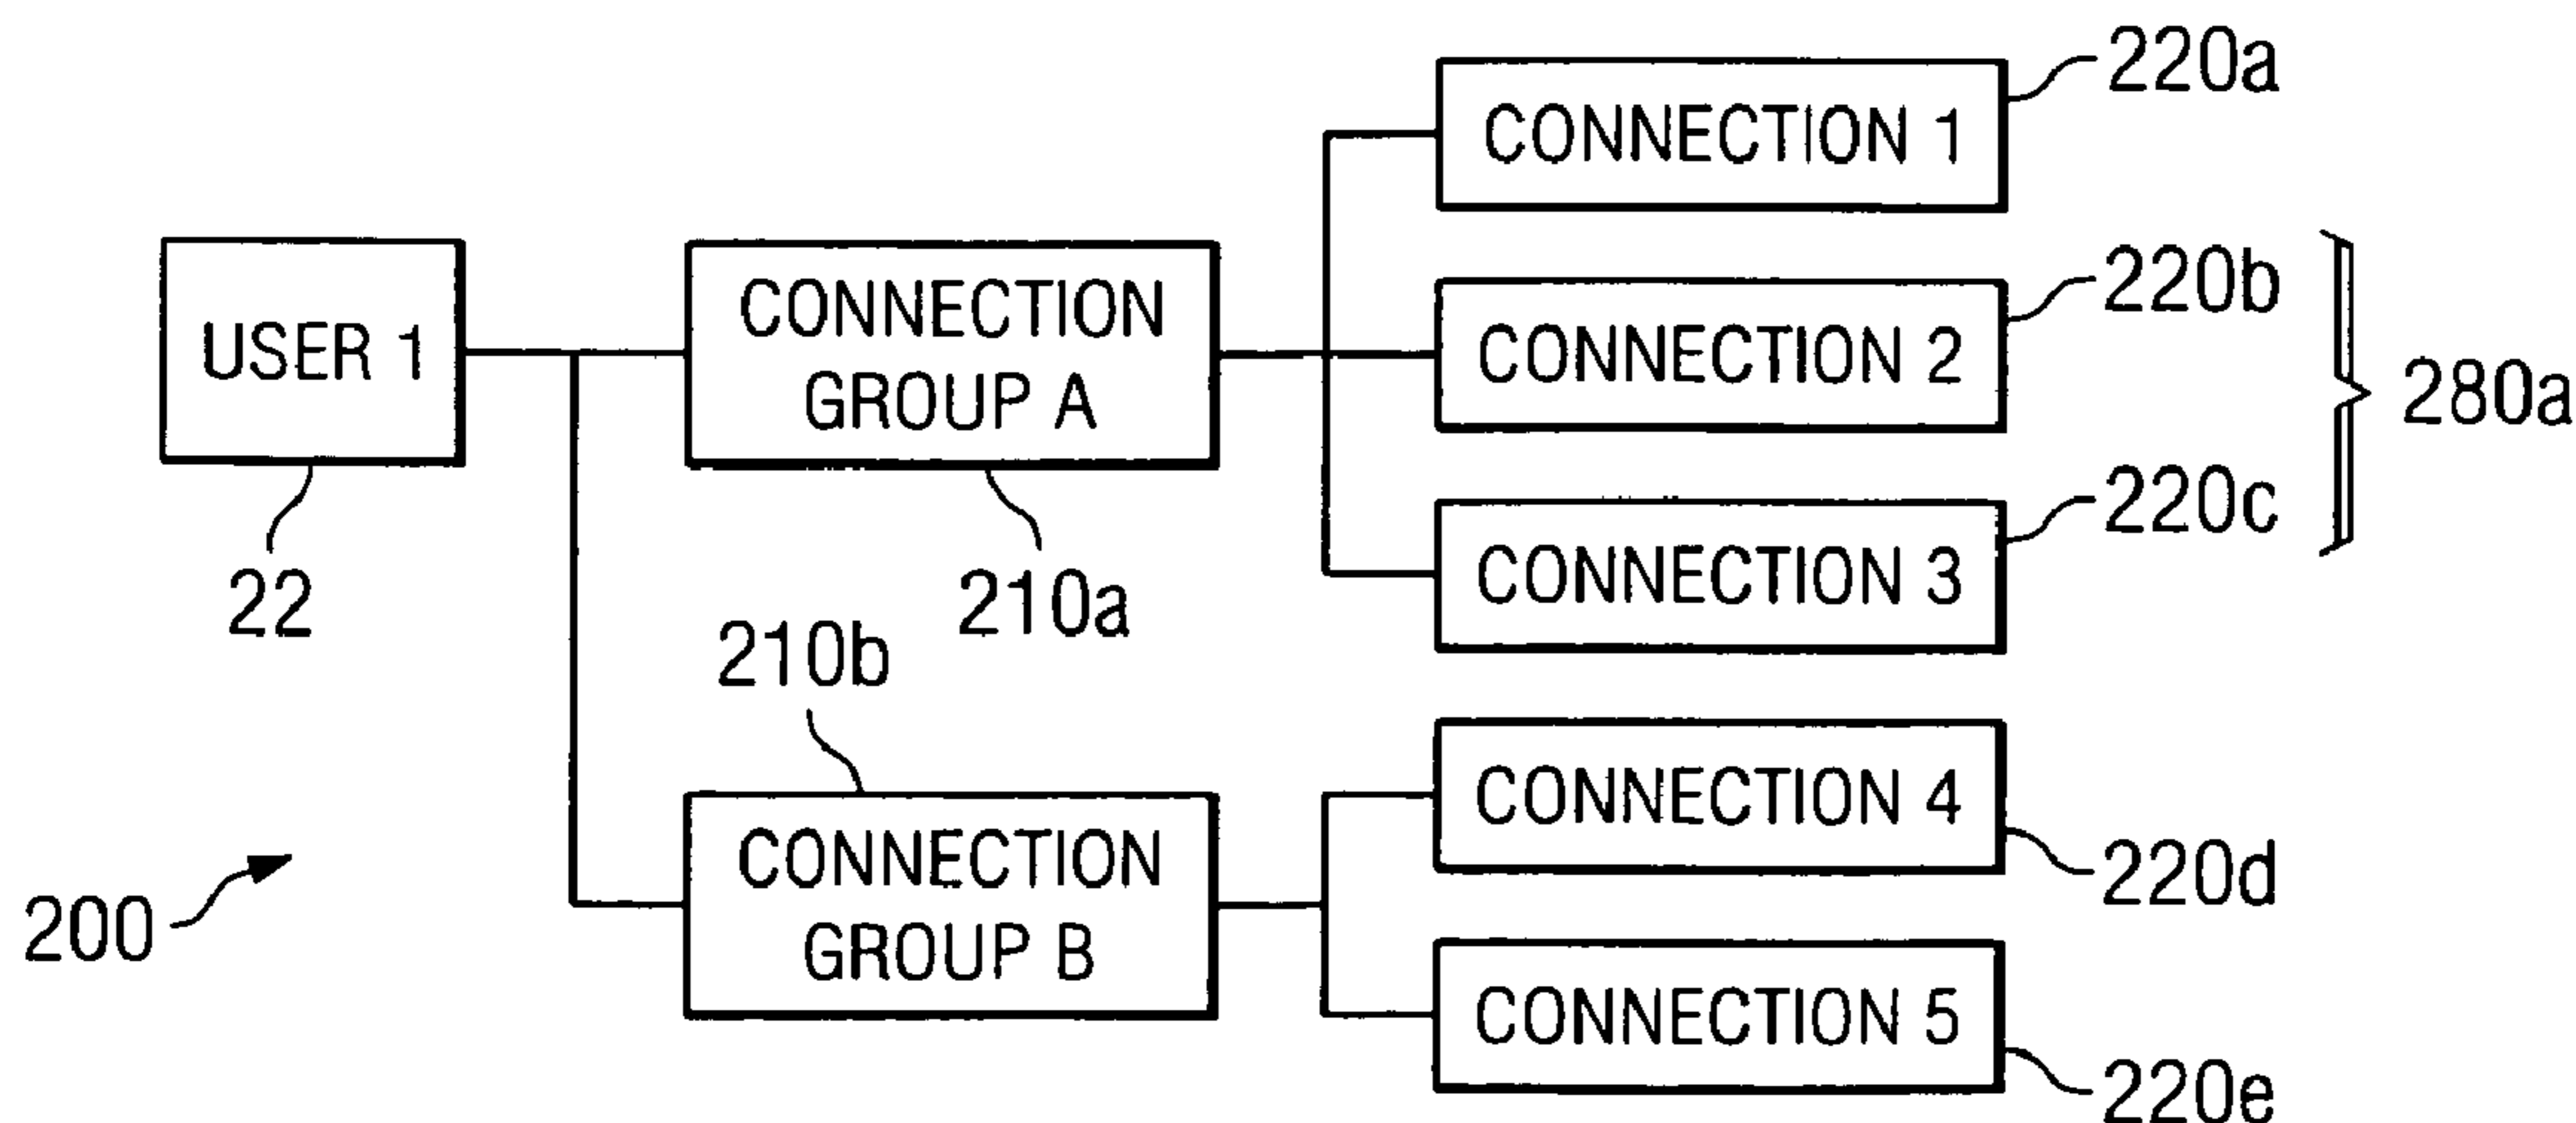 220a
CONNECTION 1
220b
USER 1
CONNECTION
GROUP A
CONNECTION 2
280a
220c
22
210a
CONNECTION 3
210b
CONNECTION 4
220d
200
CONNECTION
GROUP B
CONNECTION 5
220e